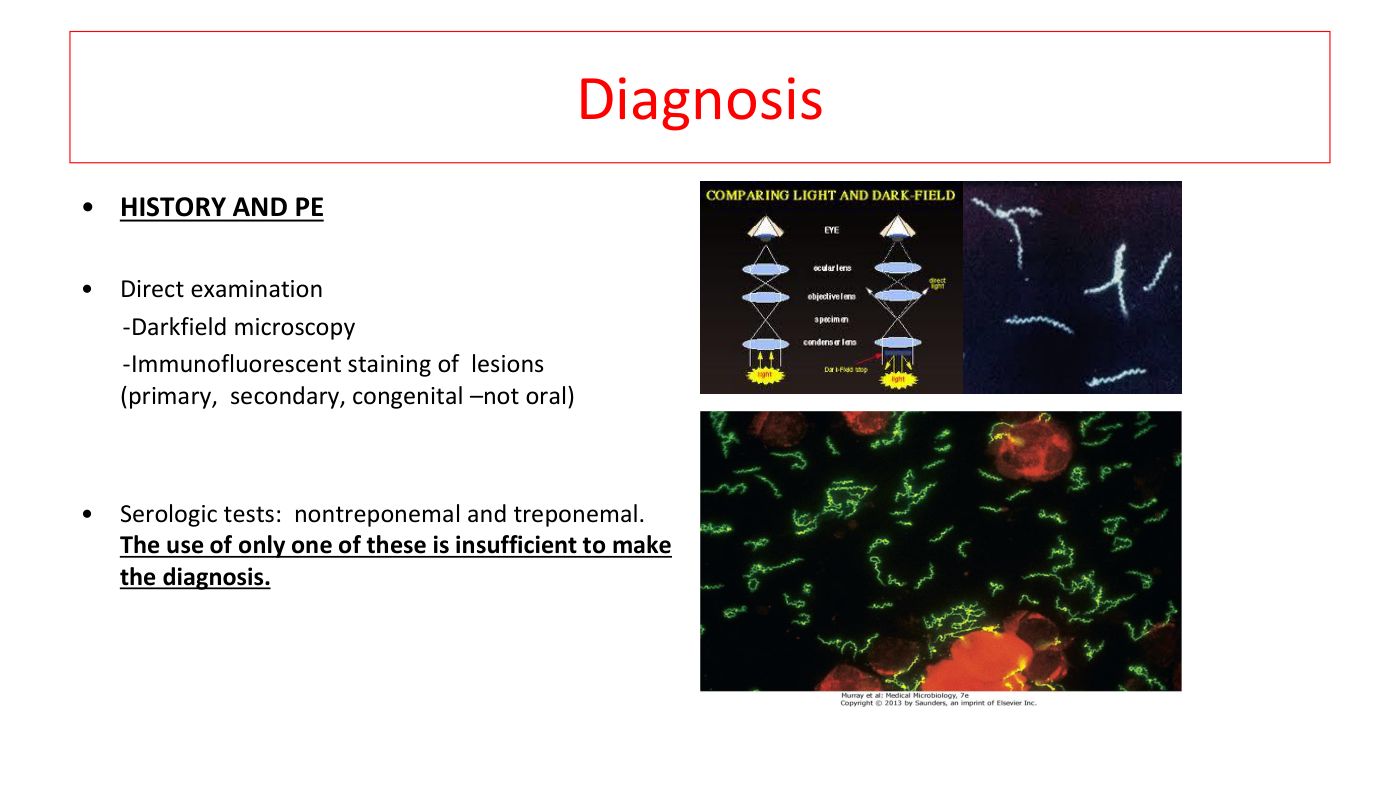 Diagnosis
• HISTORY AND PE
• Direct examination
-Darkfield microscopy
-Immunofluorescent staining of lesions
(primary, secondary, congenital –not oral)
• Serologic tests: nontreponemal and treponemal.
The use of only one of these is insufficient to make
the diagnosis.
COMPARING LIGHT AND DARK-FIELD
EYE
ocular lens
direct
light
objective lens
specimen
condenser lens
Dark-Field stop
light
light
Murray et al: Medical Microbiology, 7e
Copyright © 2013 by Saunders, an imprint of Elsevier Inc.